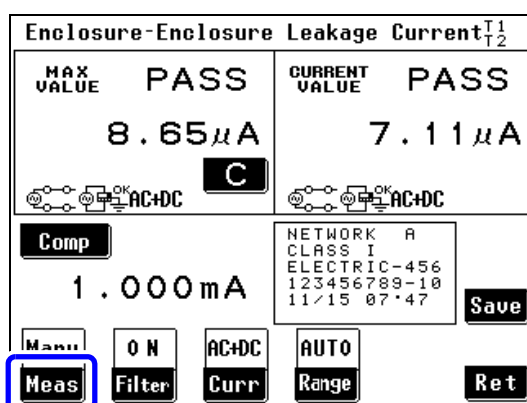 Enclosure-Enclosure Leakage Current T1 T2
MAX VALUE PASS
8.65μA
C
OK AC+DC
CURRENT VALUE PASS
7.11μA
OK AC+DC
Comp
1.000mA
NETWORK A
CLASS I
ELECTRIC-456
123456789-10
11/15 07'47
Save
Manu
Meas
ON
Filter
AC+DC
Curr
AUTO
Range
Ret